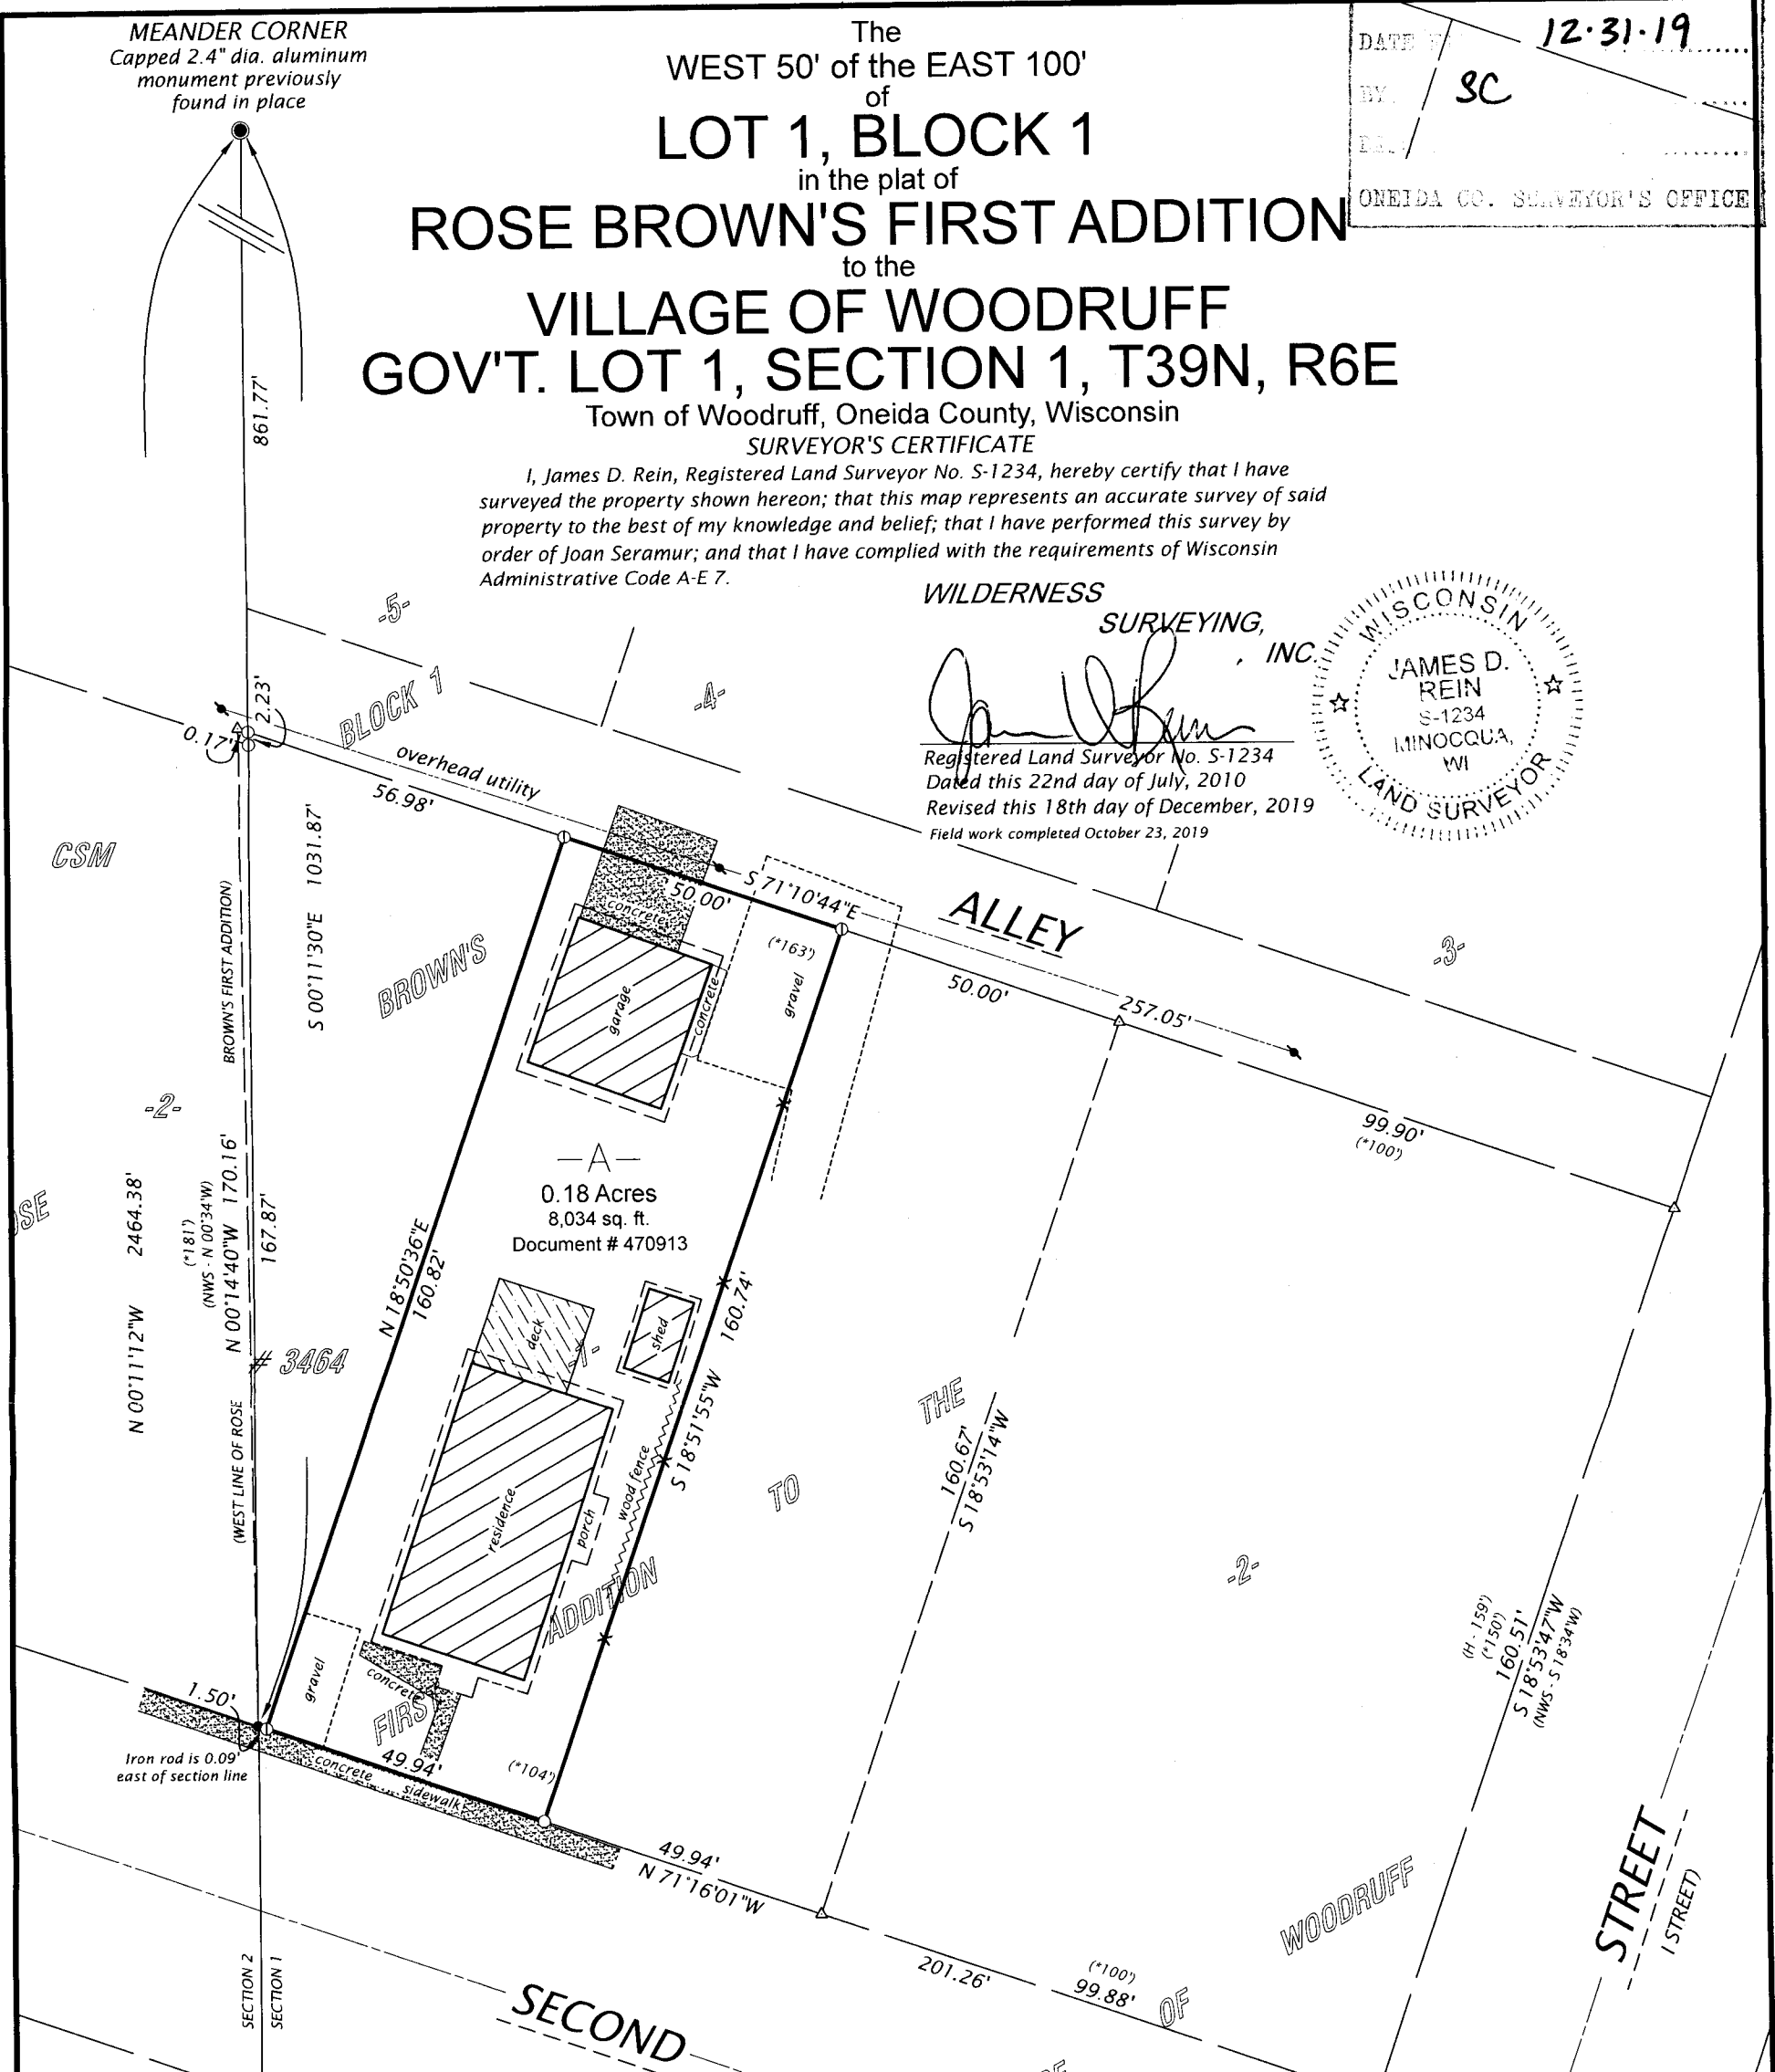 MEANDER CORNER
Capped 2.4" dia. aluminum
monument previously
found in place
The
WEST 50' of the EAST 100'
of
LOT 1, BLOCK 1
in the plat of
ROSE BROWN'S FIRST ADDITION
to the
VILLAGE OF WOODRUFF
GOV'T. LOT 1, SECTION 1, T39N, R6E
Town of Woodruff, Oneida County, Wisconsin
DATE 12·31·19
BY. SC
ONEIDA CO. SURVEYOR'S OFFICE
SURVEYOR'S CERTIFICATE
I, James D. Rein, Registered Land Surveyor No. S-1234, hereby certify that I have
surveyed the property shown hereon; that this map represents an accurate survey of said
property to the best of my knowledge and belief; that I have performed this survey by
order of Joan Seramur; and that I have complied with the requirements of Wisconsin
Administrative Code A-E 7.
WILDERNESS
SURVEYING,
INC.
Registered Land Surveyor No. S-1234
Dated this 22nd day of July, 2010
Revised this 18th day of December, 2019
Field work completed October 23, 2019
WISCONSIN
JAMES D.
REIN
S-1234
MINOCQUA,
WI
LAND SURVEYOR
861.77'
-5-
BLOCK 1
-4-
2.23'
0.17'
overhead utility
56.98'
CSM
BROWN'S FIRST ADDITION)
S 00°11'30"E 1031.87'
BROWN'S
concrete
50.00'
S 71°10'44"E
ALLEY
(*163')
gravel
garage
concrete
50.00'
257.05'
-3-
99.90'
(*100')
-2-
—A—
0.18 Acres
8,034 sq. ft.
Document # 470913
N 00°11'12"W 2464.38'
(*181')
(NWS - N 00°34'W)
N 00°14'40"W 170.16'
167.87'
N 18°50'36"E
160.82'
# 3464
(WEST LINE OF ROSE
deck
-1-
shed
160.74'
S 18°51'55"W
wood fence
porch
residence
THE
TO
160.67'
S 18°53'14"W
-2-
ADDITION
(H - 159')
(*150')
160.51'
S 18°53'47"W
(NWS - S 18°34'W)
1.50'
gravel
concrete
FIRST
49.94'
(*104')
Iron rod is 0.09'
east of section line
concrete
sidewalk
49.94'
N 71°16'01"W
WOODRUFF
STREET
SECTION 2
SECTION 1
201.26'
(*100')
99.88'
OF
SECOND